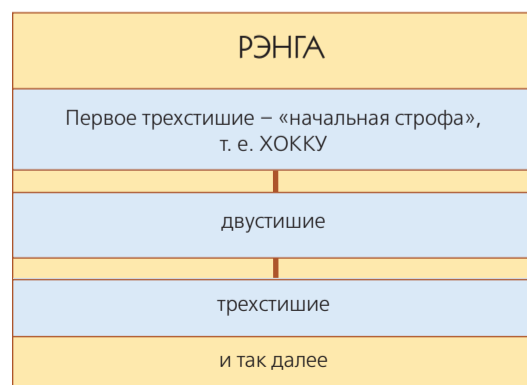 РЭНГА
Первое трехстишие – «начальная строфа»,
т. е. ХОККУ
двустишие
трехстишие
и так далее